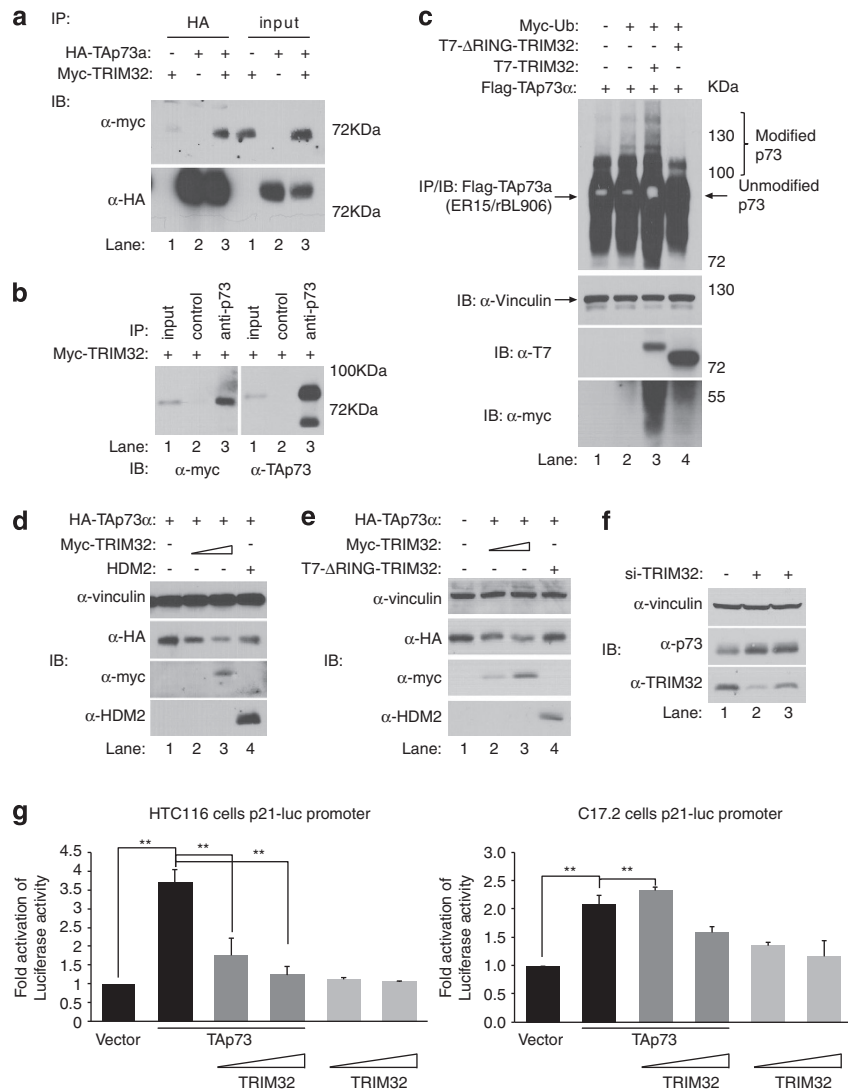 a
IP:
HA
input
HA-TAp73a:
- + + - + +
Myc-TRIM32:
+ - + + - +
IB:
α-myc
72KDa
α-HA
72KDa
Lane: 1 2 3 1 2 3
b
IP:
input
control
anti-p73
input
control
anti-p73
Myc-TRIM32: + + + + + +
100KDa
72KDa
Lane: 1 2 3 1 2 3
IB: α-myc α-TAp73
c
Myc-Ub: - + + +
T7-ΔRING-TRIM32: - - - +
T7-TRIM32: - - + -
Flag-TAp73α: + + + +
KDa
130
100
Modified
p73
IP/IB: Flag-TAp73a
(ER15/rBL906)
Unmodified
p73
72
IB: α-Vinculin
130
IB: α-T7
72
IB: α-myc
55
Lane: 1 2 3 4
d
HA-TAp73α: + + + +
Myc-TRIM32: - -
HDM2: - - - +
α-vinculin
α-HA
IB:
α-myc
α-HDM2
Lane: 1 2 3 4
e
HA-TAp73α: - + + +
Myc-TRIM32: - -
T7-ΔRING-TRIM32: - - - +
α-vinculin
α-HA
IB:
α-myc
α-HDM2
Lane: 1 2 3 4
f
si-TRIM32: - + +
α-vinculin
IB: α-p73
α-TRIM32
Lane: 1 2 3
g
HTC116 cells p21-luc promoter
Fold activation of
Luciferase activity
4.5
4
3.5
3
2.5
2
1.5
1
0.5
0
** ** **
Vector
TAp73
TRIM32
C17.2 cells p21-luc promoter
Fold activation of
Luciferase activity
3.0
2.5
2.0
1.5
1.0
0.5
0.0
** **
Vector
TAp73
TRIM32
TRIM32
TRIM32